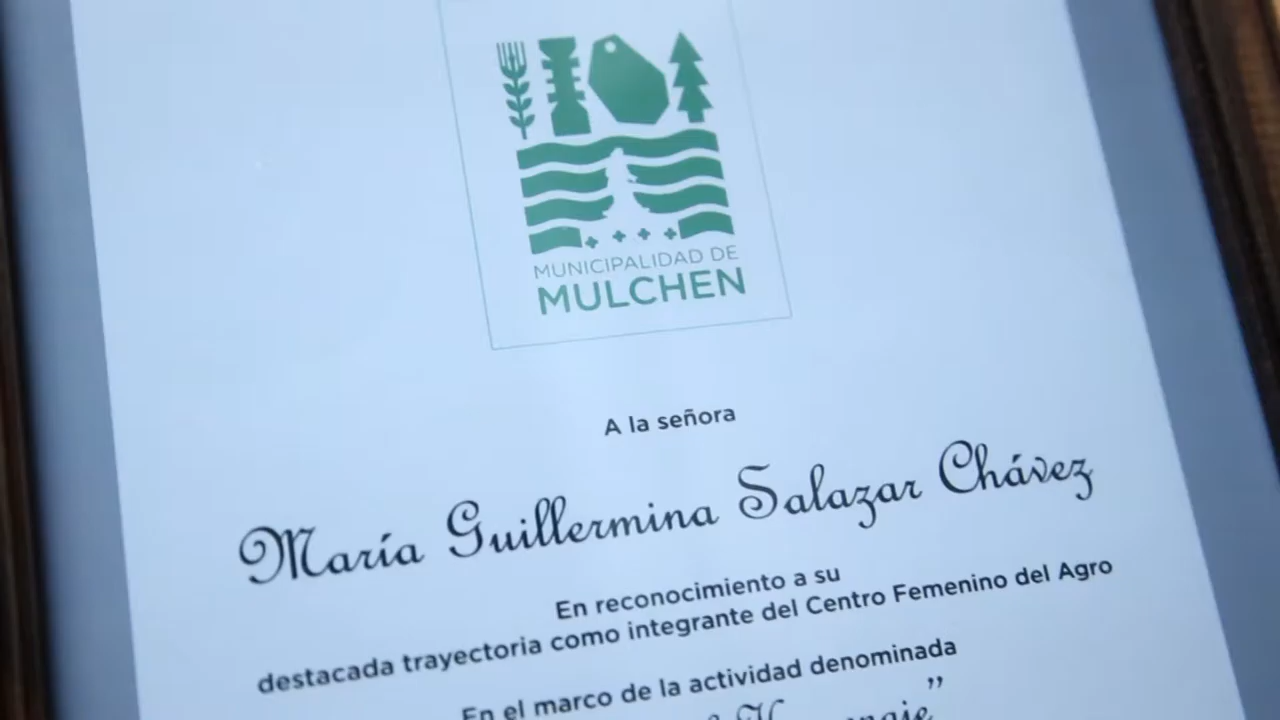 MUNICIPALIDAD DE
MULCHEN
A la señora
María Guillermina Salazar Chávez
En reconocimiento a su
destacada trayectoria como integrante del Centro Femenino del Agro
En el marco de la actividad denominada